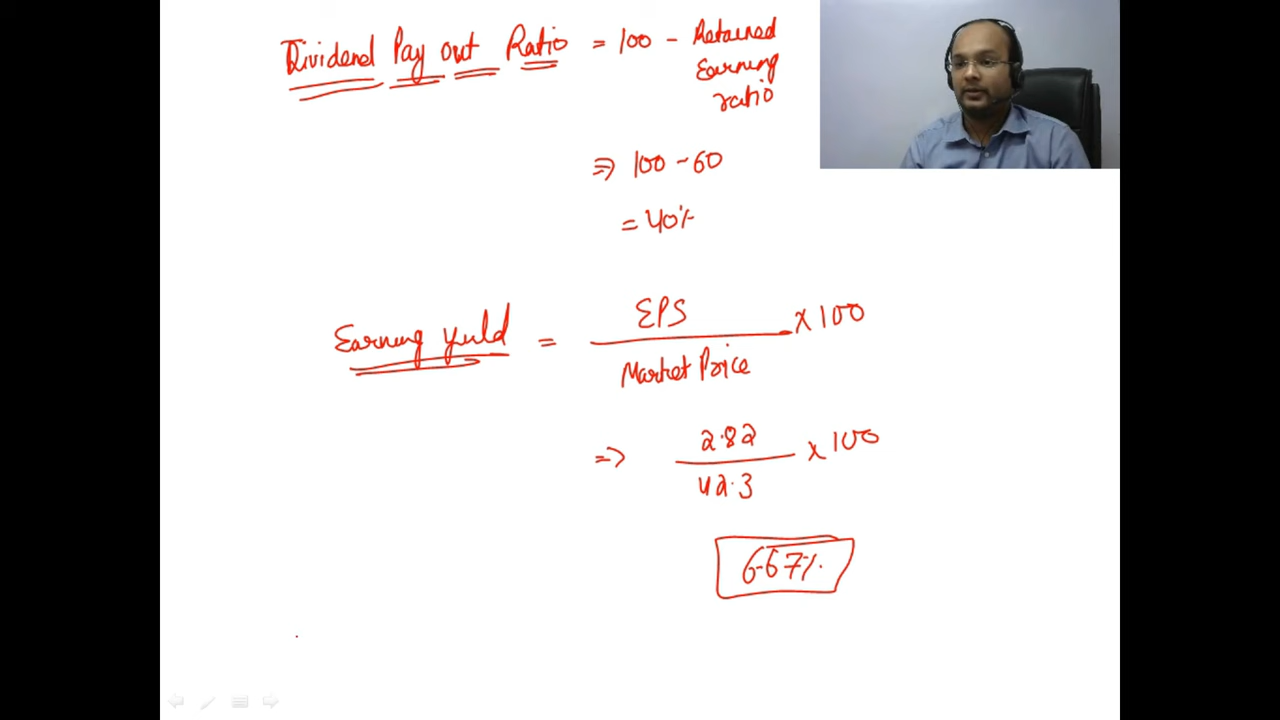 Dividend Pay out Ratio = 100 - Retained
Earning
ratio
⇒ 100 - 60
= 40%
Earning yield = EPS / Market Price × 100
⇒ 2.82 / 42.3 × 100
6.67%